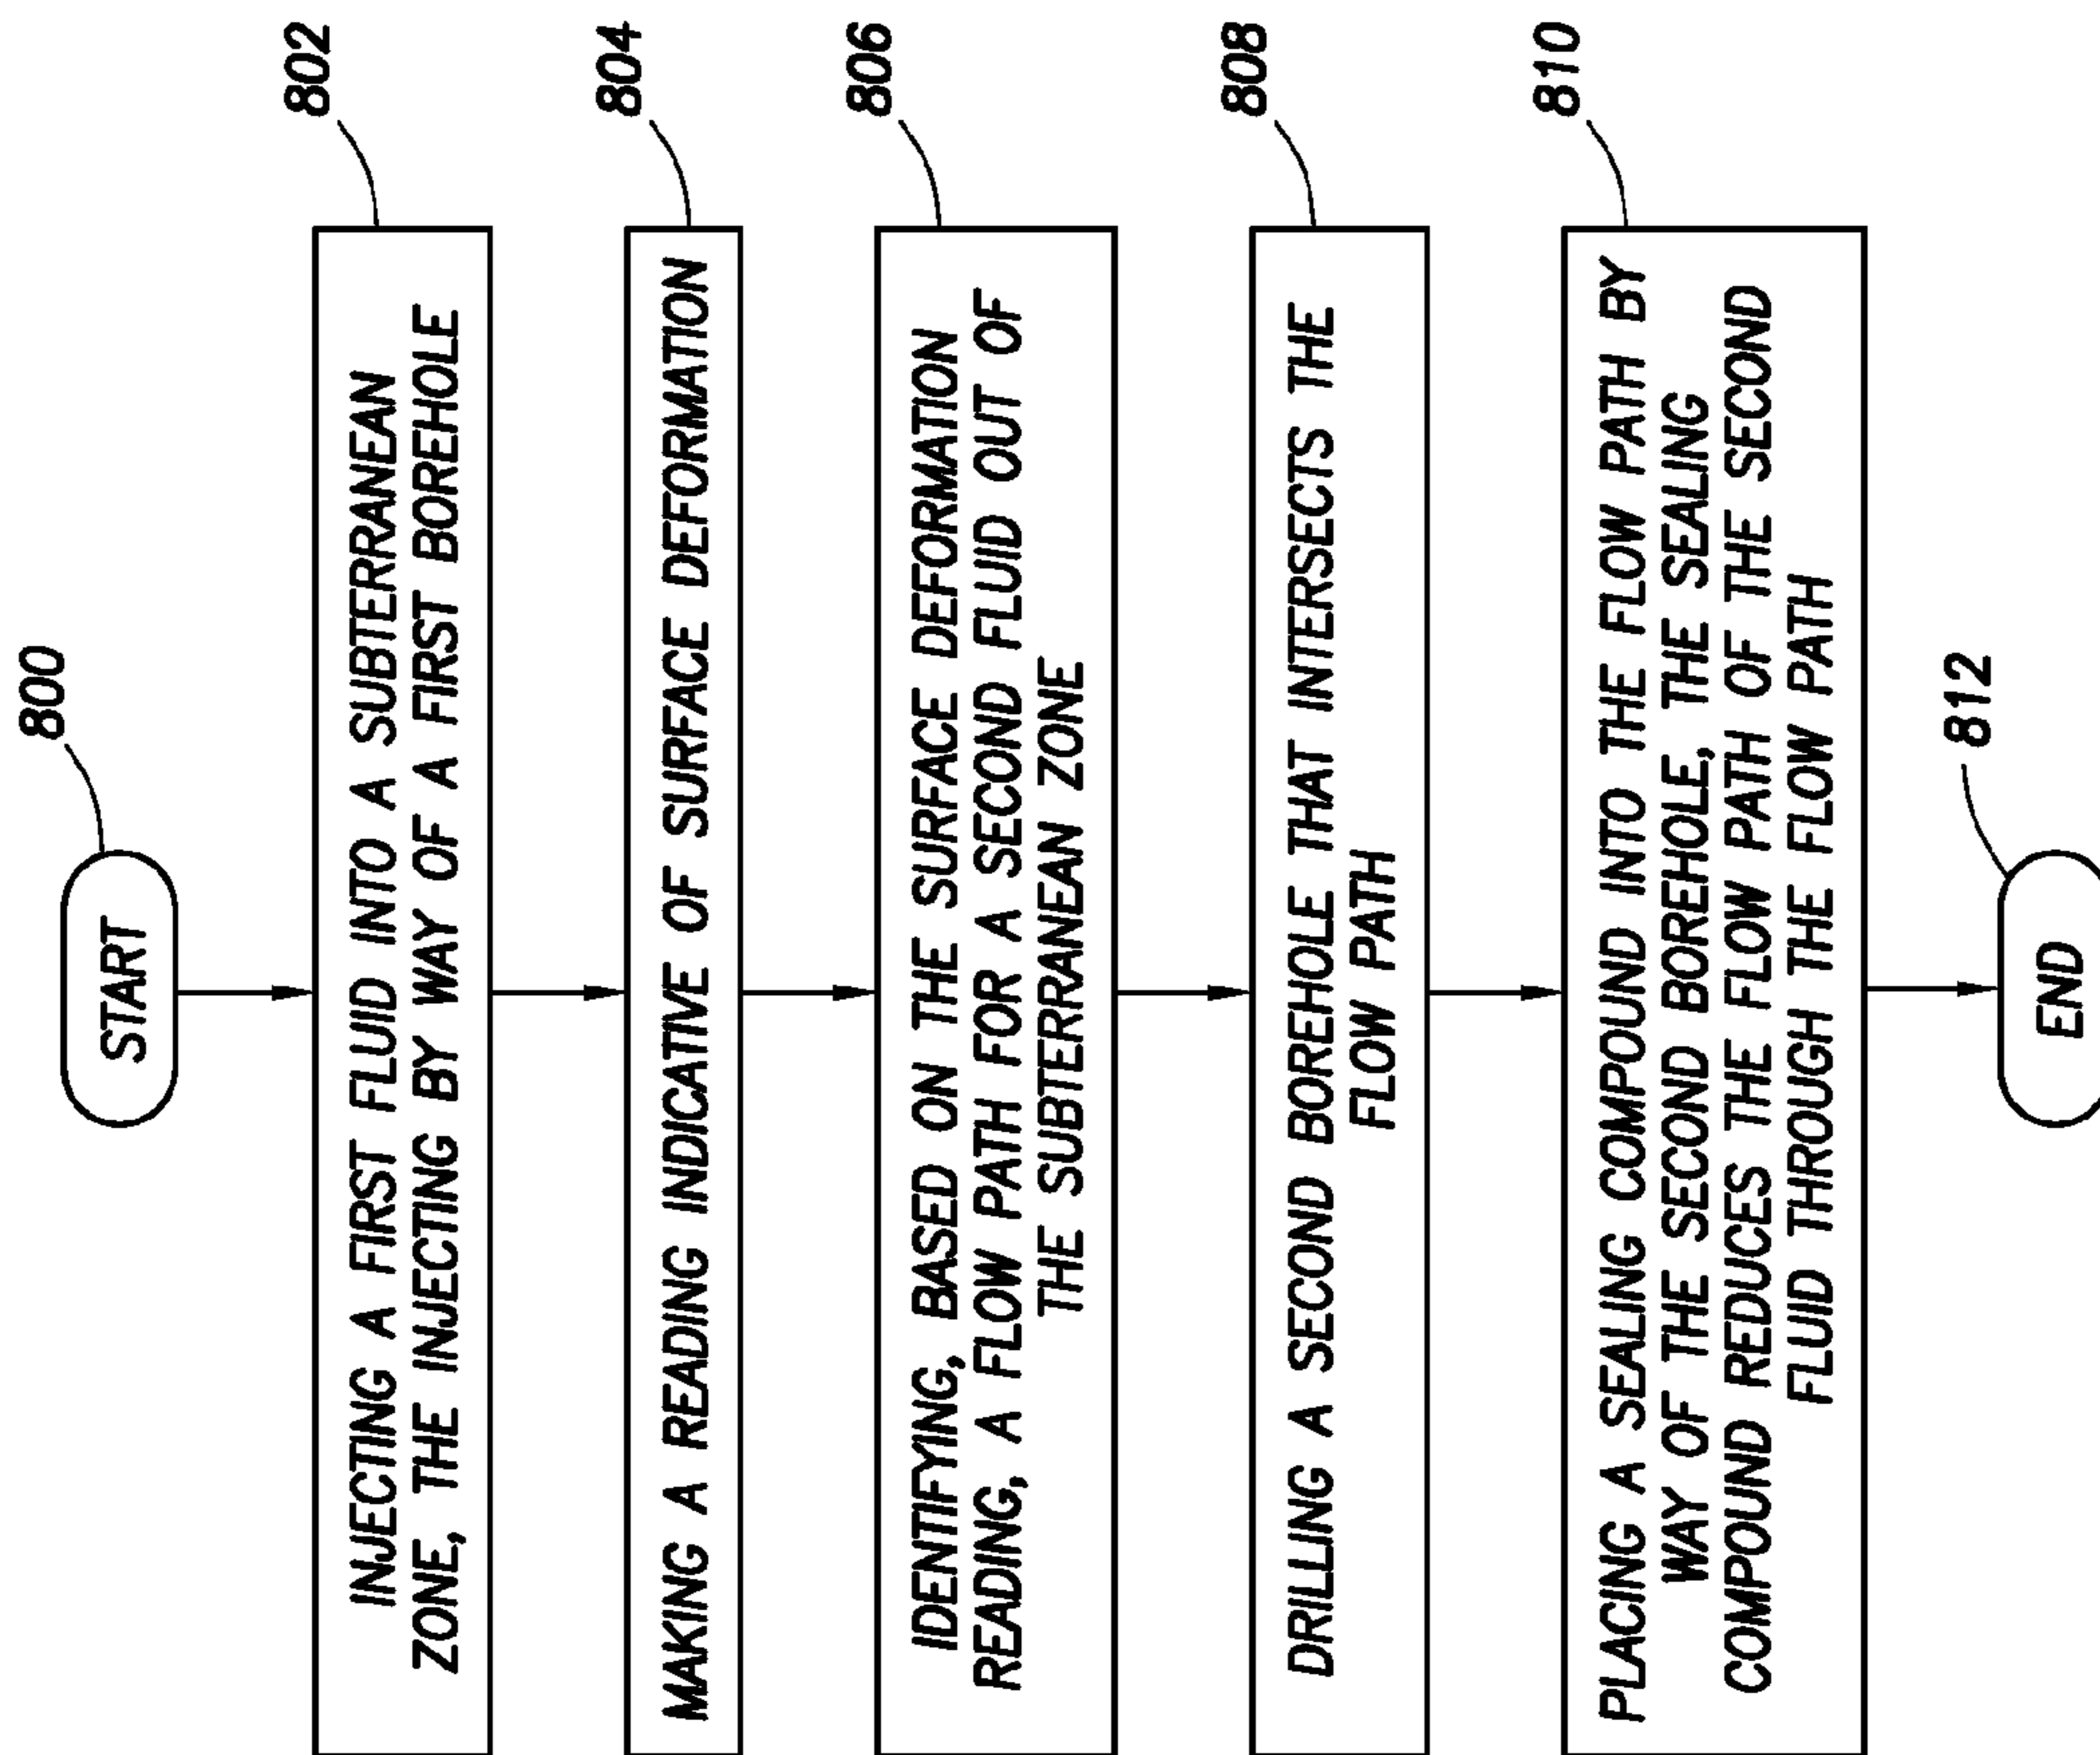 800
START
802
INJECTING A FIRST FLUID INTO A SUBTERRANEAN
ZONE, THE INJECTING BY WAY OF A FIRST BOREHOLE
804
MAKING A READING INDICATIVE OF SURFACE DEFORMATION
806
IDENTIFYING, BASED ON THE SURFACE DEFORMATION
READING, A FLOW PATH FOR A SECOND FLUID OUT OF
THE SUBTERRANEAN ZONE
808
DRILLING A SECOND BOREHOLE THAT INTERSECTS THE
FLOW PATH
810
PLACING A SEALING COMPOUND INTO THE FLOW PATH BY
WAY OF THE SECOND BOREHOLE, THE SEALING
COMPOUND REDUCES THE FLOW PATH OF THE SECOND
FLUID THROUGH THE FLOW PATH
812
END